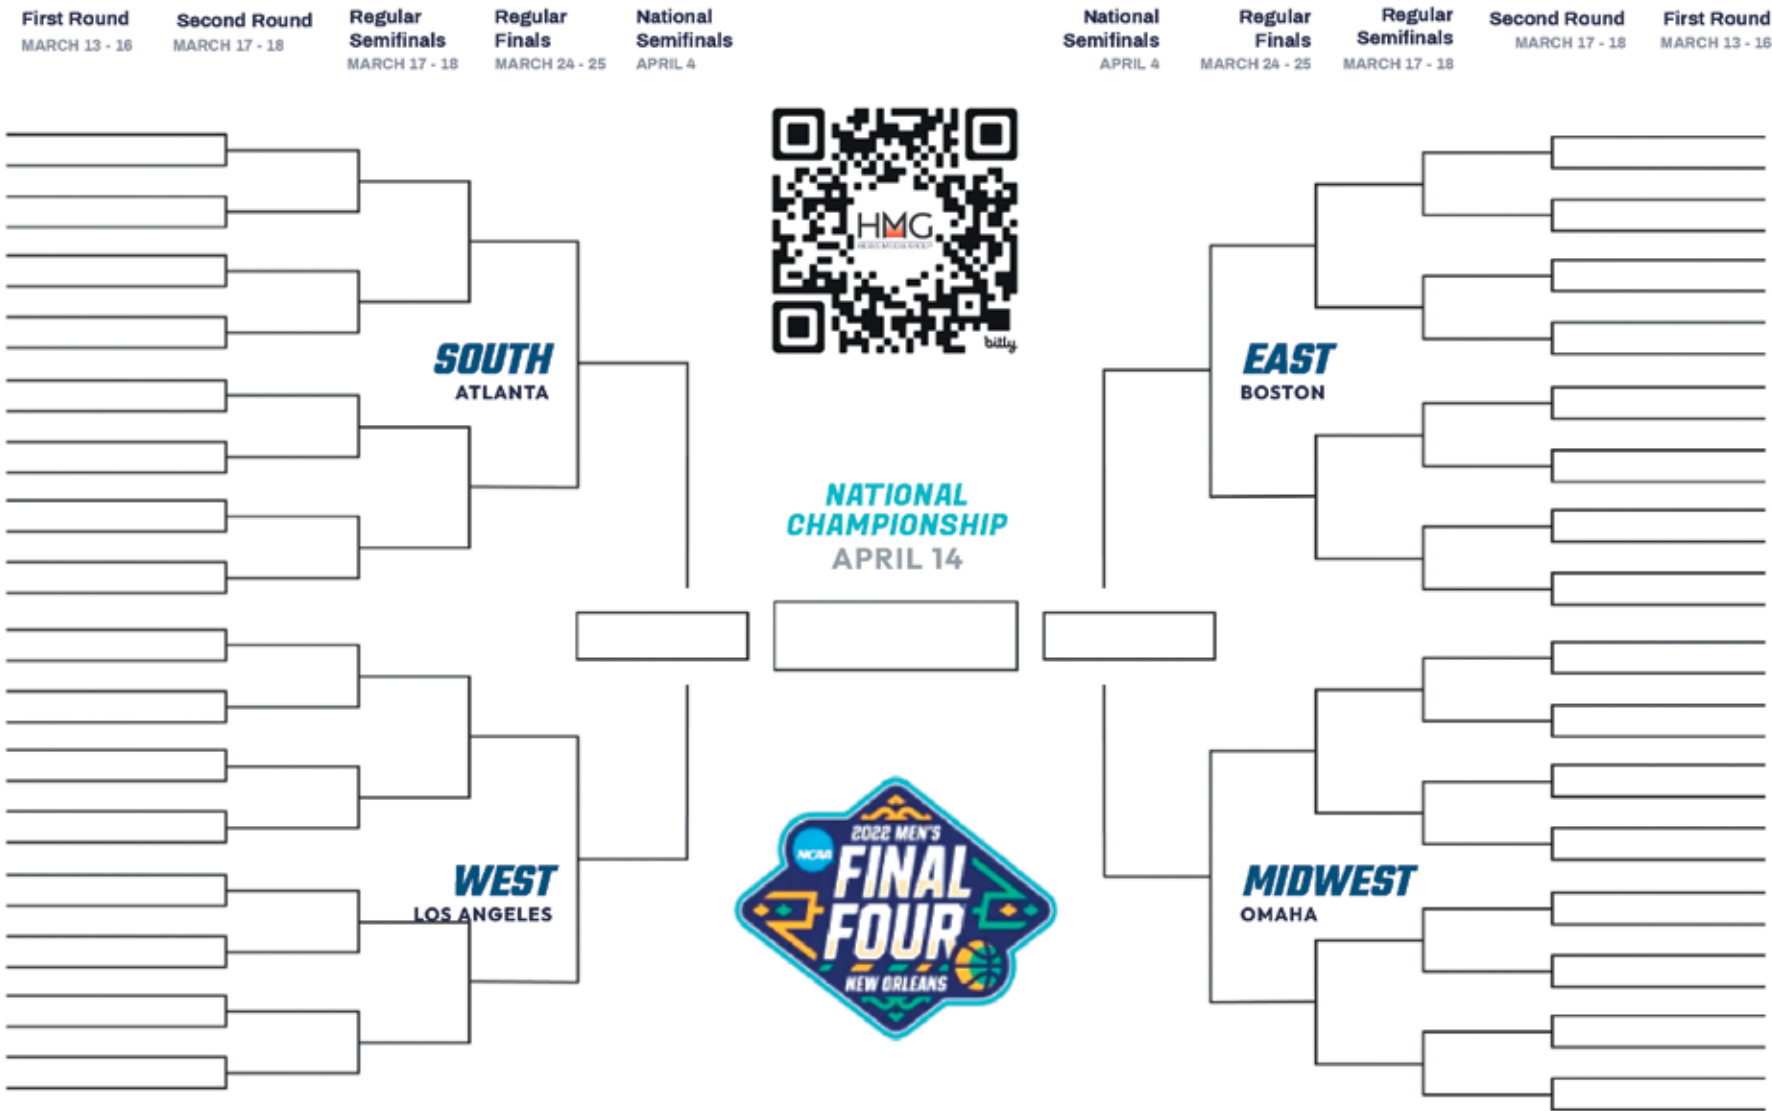 First Round
MARCH 13 - 16
Second Round
MARCH 17 - 18
Regular
Semifinals
MARCH 17 - 18
Regular
Finals
MARCH 24 - 25
National
Semifinals
APRIL 4
National
Semifinals
APRIL 4
Regular
Finals
MARCH 24 - 25
Regular
Semifinals
MARCH 17 - 18
Second Round
MARCH 17 - 18
First Round
MARCH 13 - 16
HMG
bitly
SOUTH
ATLANTA
EAST
BOSTON
NATIONAL
CHAMPIONSHIP
APRIL 14
WEST
LOS ANGELES
2022 MEN'S
NCAA
FINAL
FOUR
NEW ORLEANS
MIDWEST
OMAHA